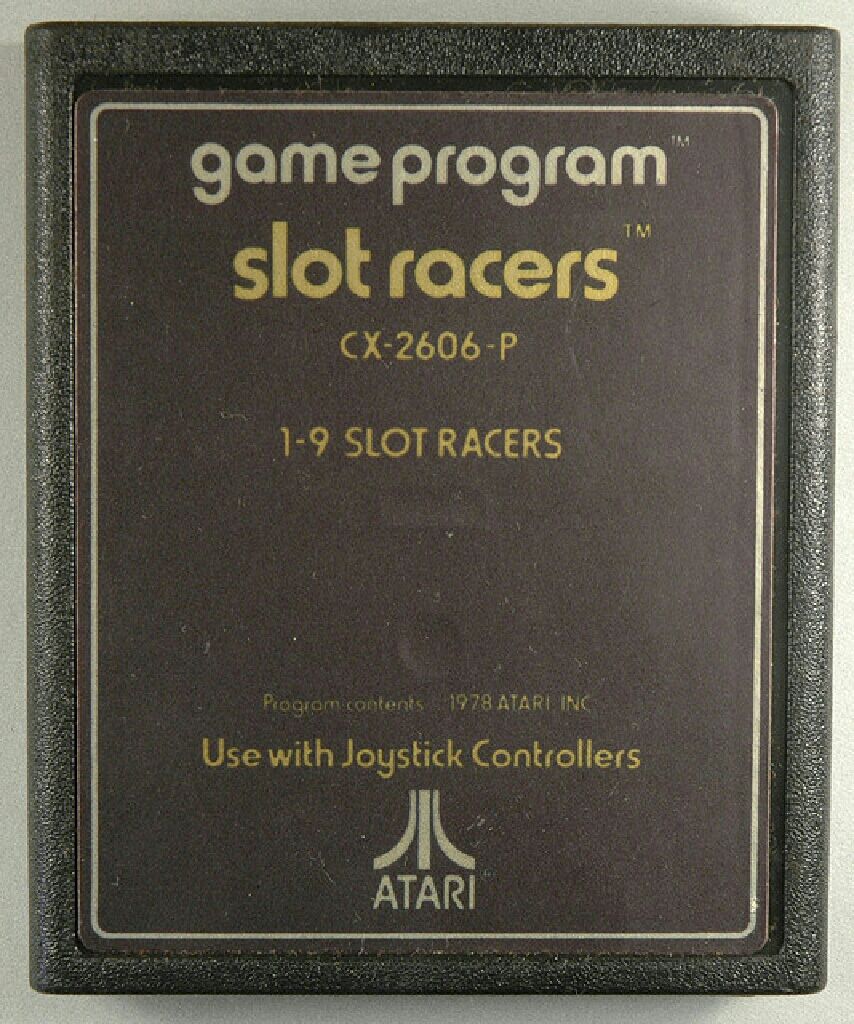 game program™
slot racers™
CX-2606-P
1-9 SLOT RACERS
Program contents 1978 ATARI INC
Use with Joystick Controllers
ATARI